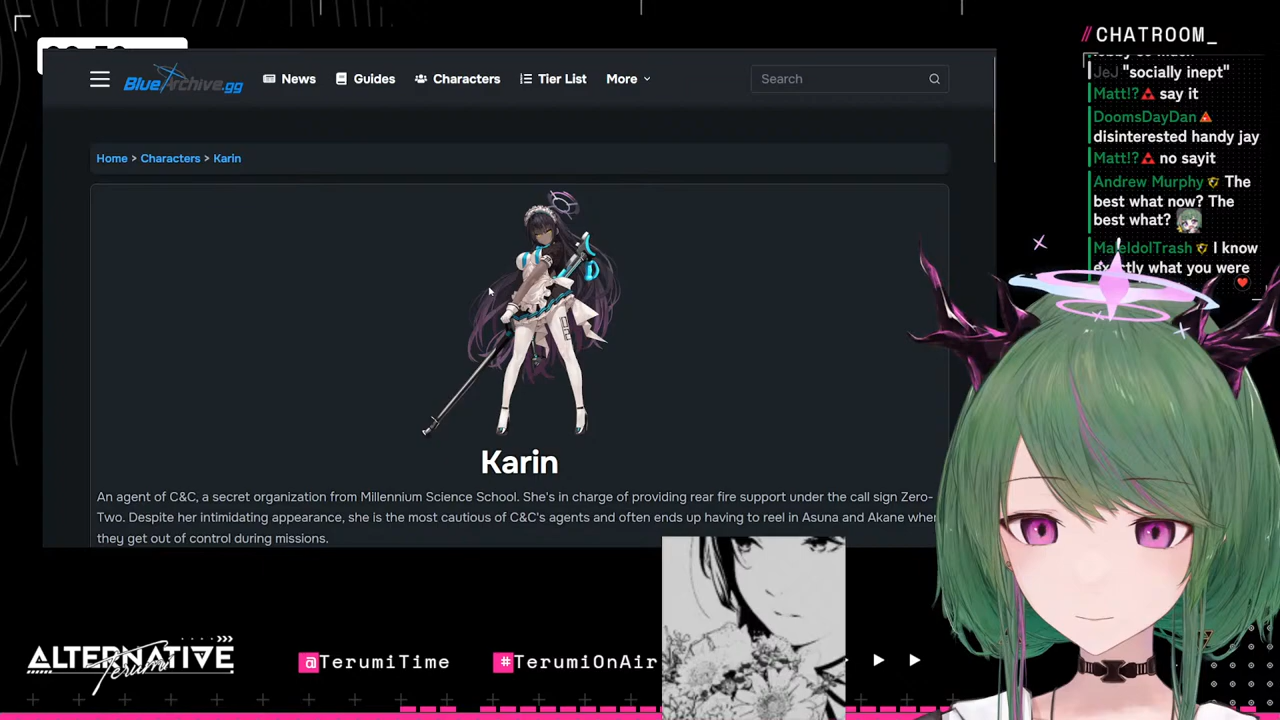 //CHATROOM_
JeJ "socially inept"
Matt!? say it
DoomsDayDan
disinterested handy jay
Matt!? no sayit
Andrew Murphy The
best what now? The
best what?
MaleIdolTrash I know
exactly what you were
BlueArchive.gg
News
Guides
Characters
Tier List
More
Search
Home > Characters > Karin
Karin
An agent of C&C, a secret organization from Millennium Science School. She's in charge of providing rear fire support under the call sign Zero-
Two. Despite her intimidating appearance, she is the most cautious of C&C's agents and often ends up having to reel in Asuna and Akane when
they get out of control during missions.
ALTERNATIVE
Terumi
@TerumiTime
#TerumiOnAir